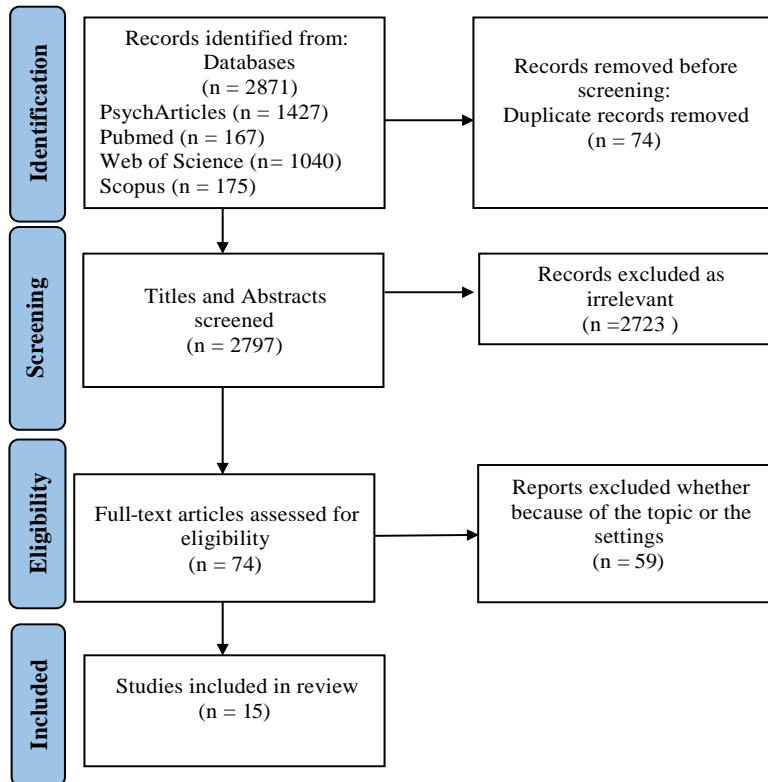 Identification
Records identified from:
Databases
(n = 2871)
PsychArticles (n = 1427)
Pubmed (n = 167)
Web of Science (n= 1040)
Scopus (n = 175)
Records removed before
screening:
Duplicate records removed
(n = 74)
Screening
Titles and Abstracts
screened
(n = 2797)
Records excluded as
irrelevant
(n =2723 )
Eligibility
Full-text articles assessed for
eligibility
(n = 74)
Reports excluded whether
because of the topic or the
settings
(n = 59)
Included
Studies included in review
(n = 15)